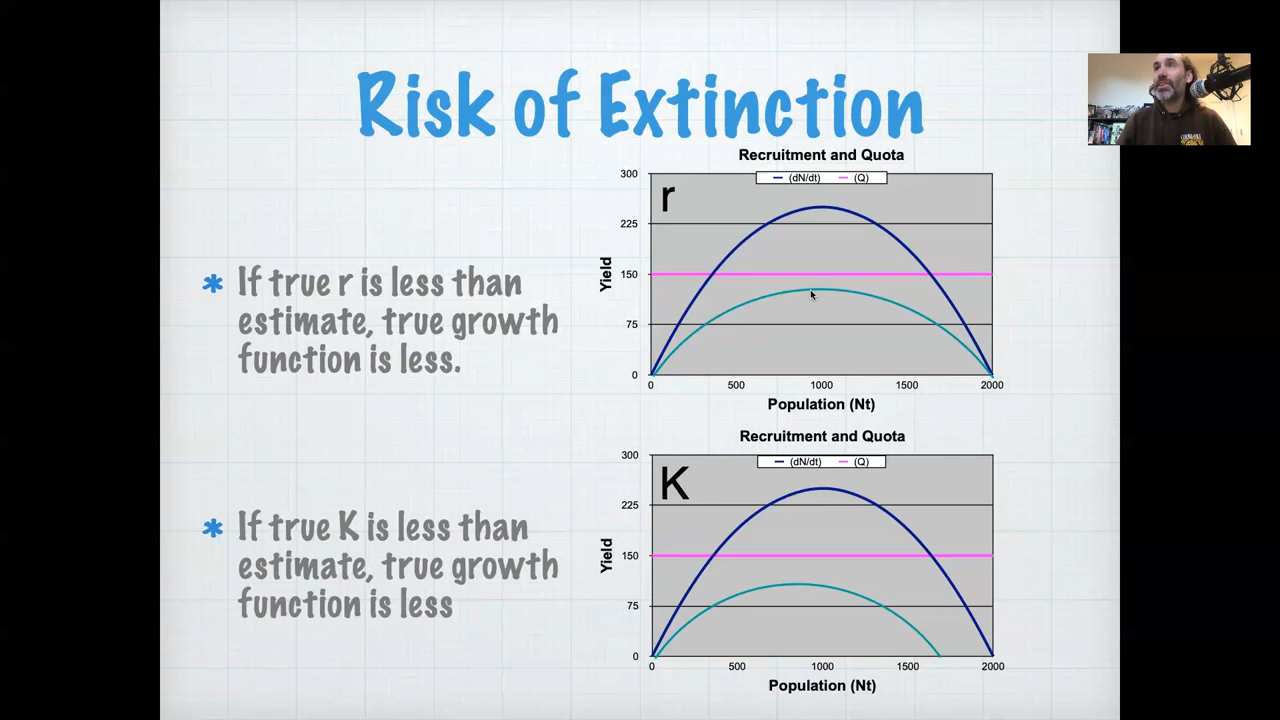 Risk of Extinction
* If true r is less than
estimate, true growth
function is less.
Recruitment and Quota
(dN/dt) (Q)
r
300
225
150
75
0
Yield
0 500 1000 1500 2000
Population (Nt)
* If true K is less than
estimate, true growth
function is less
Recruitment and Quota
(dN/dt) (Q)
K
300
225
150
75
0
Yield
0 500 1000 1500 2000
Population (Nt)